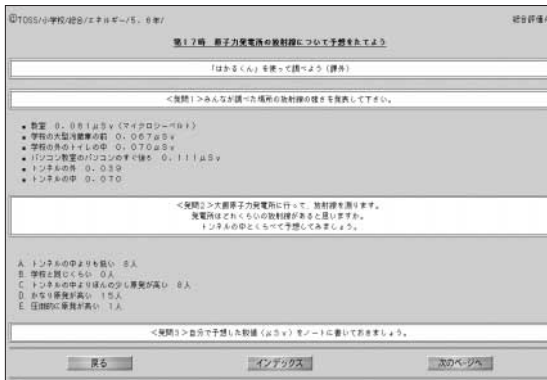 ①TOSS/小学校/総合/エネルギー/5、6年/
総合評価A
第17時 原子力発電所の放射線について予想をたてよう
「はかるくん」を使って調べよう(課外)
<発問1>みんなが調べた場所の放射線の強さを発表して下さい。
教室 0.061μSv(マイクロシーベルト)
学校の大型冷蔵庫の前 0.067μSv
学校の外のトイレの中 0.070μSv
パソコン教室のパソコンのすぐ後ろ 0.111μSv
トンネルの外 0.039
トンネルの中 0.070
<発問2>大飯原子力発電所に行って、放射線を測ります。
発電所はどれくらいの放射線があると思いますか。
トンネルの中とくらべて予想してみましょう。
A. トンネルの中よりも低い 8人
B. 学校と同じくらい 0人
C. トンネルの中よりほんの少し原発が高い 8人
D. かなり原発が高い 15人
E. 圧倒的に原発が高い 1人
<発問3>自分で予想した数値(μSv)をノートに書いておきましょう。
戻る
インデックス
次のページへ